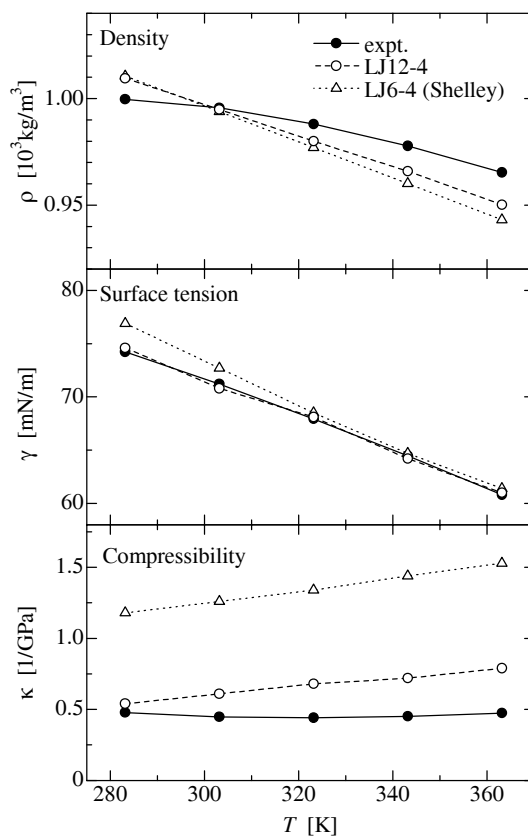 Density
expt.
LJ12-4
LJ6-4 (Shelley)
1.00
0.95
ρ [10³kg/m³]
Surface tension
80
70
60
γ [mN/m]
Compressibility
1.5
1.0
0.5
0
κ [1/GPa]
280 300 320 340 360
T [K]